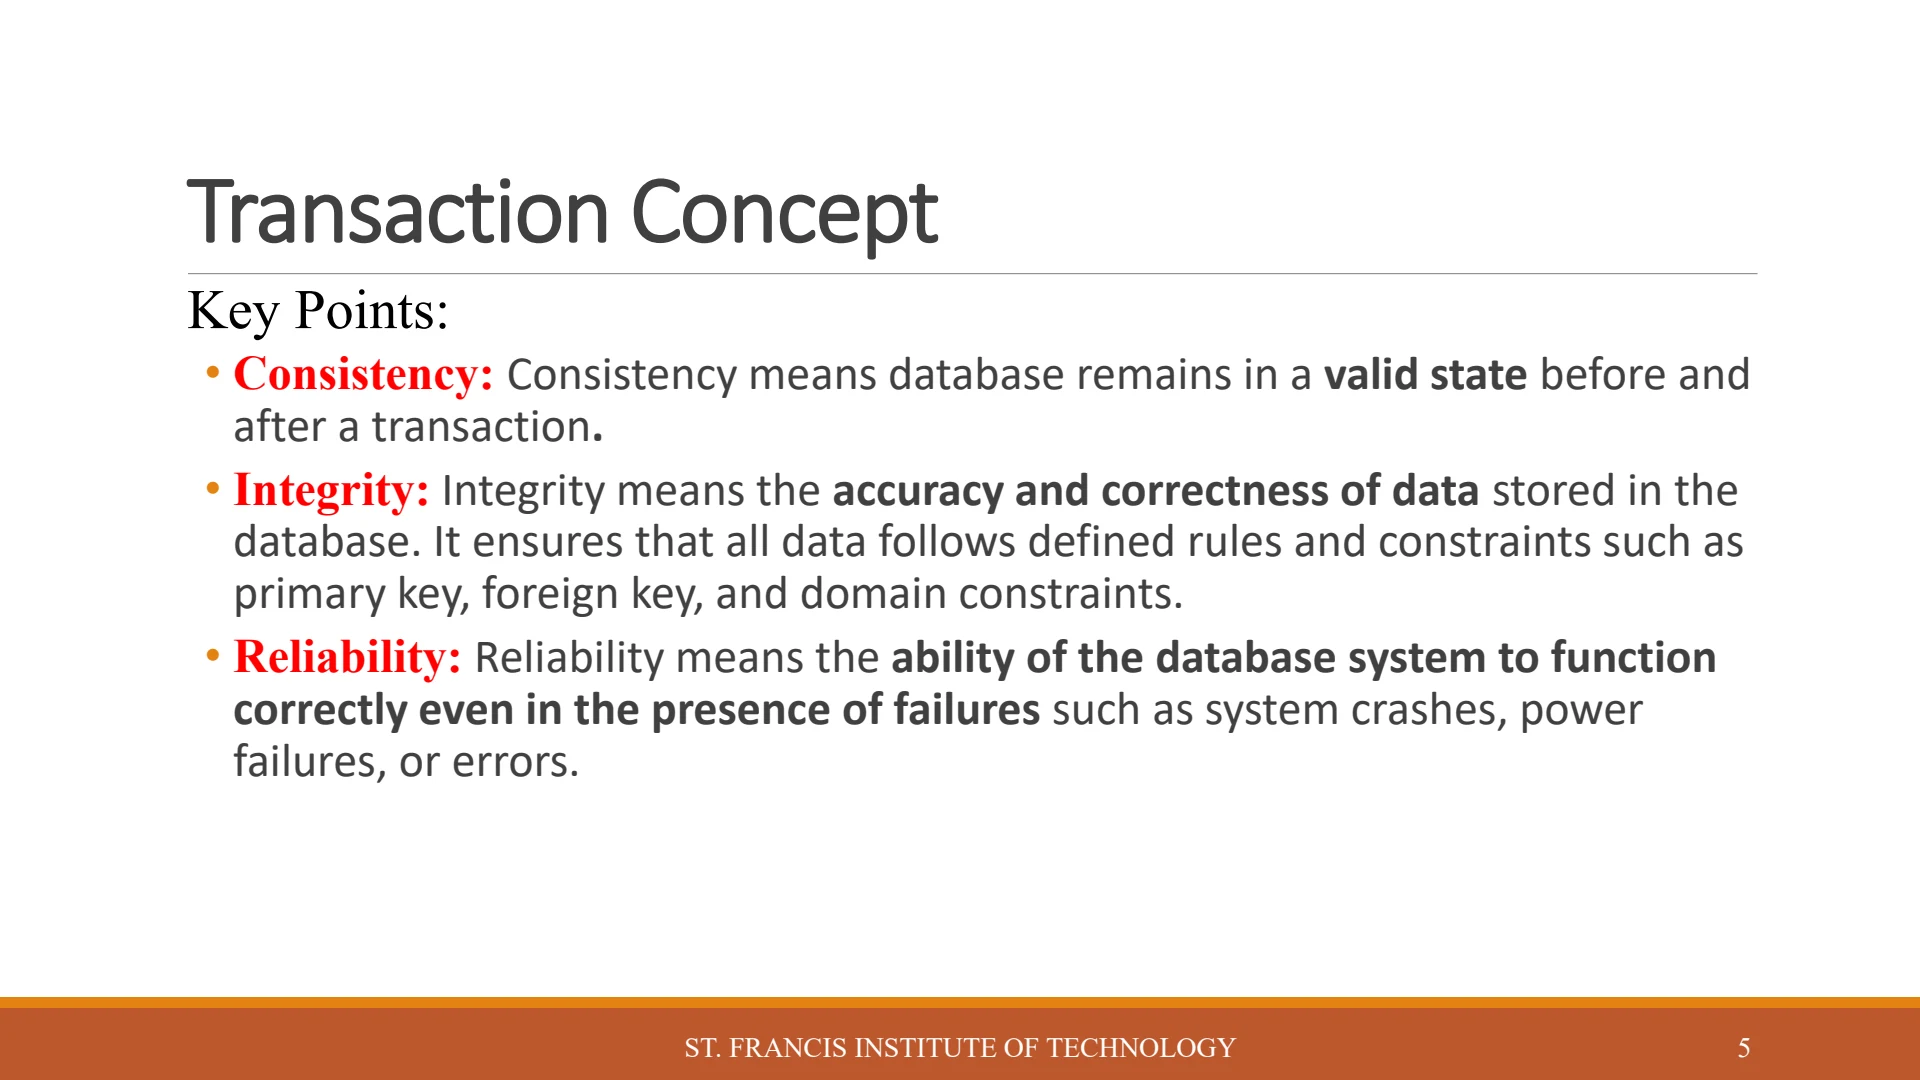 Transaction Concept
Key Points:
• Consistency: Consistency means database remains in a valid state before and
after a transaction.
• Integrity: Integrity means the accuracy and correctness of data stored in the
database. It ensures that all data follows defined rules and constraints such as
primary key, foreign key, and domain constraints.
• Reliability: Reliability means the ability of the database system to function
correctly even in the presence of failures such as system crashes, power
failures, or errors.
ST. FRANCIS INSTITUTE OF TECHNOLOGY
5